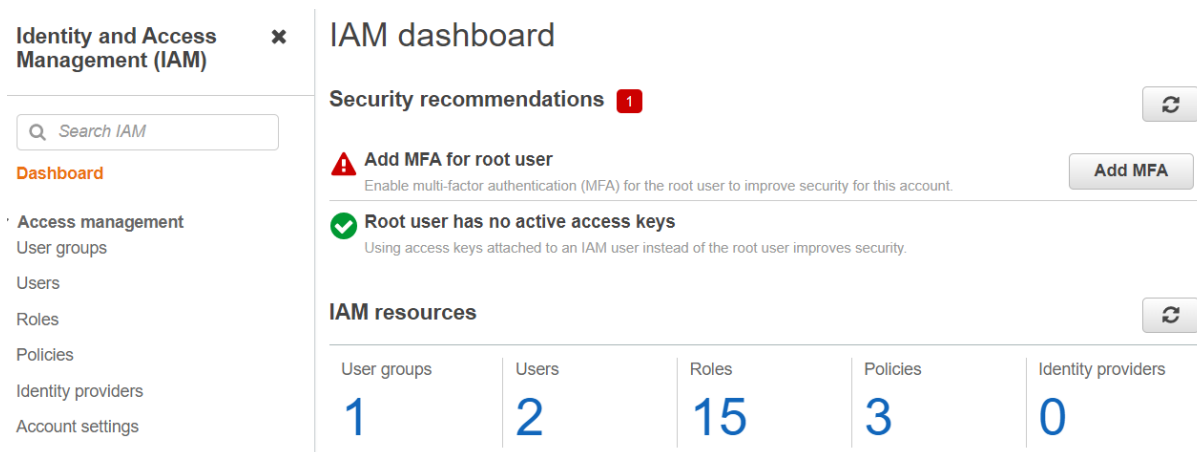 Identity and Access
Management (IAM)
Search IAM
Dashboard
Access management
User groups
Users
Roles
Policies
Identity providers
Account settings
IAM dashboard
Security recommendations 1
Add MFA for root user
Enable multi-factor authentication (MFA) for the root user to improve security for this account.
Add MFA
Root user has no active access keys
Using access keys attached to an IAM user instead of the root user improves security.
IAM resources
User groups Users Roles Policies Identity providers
1 2 15 3 0